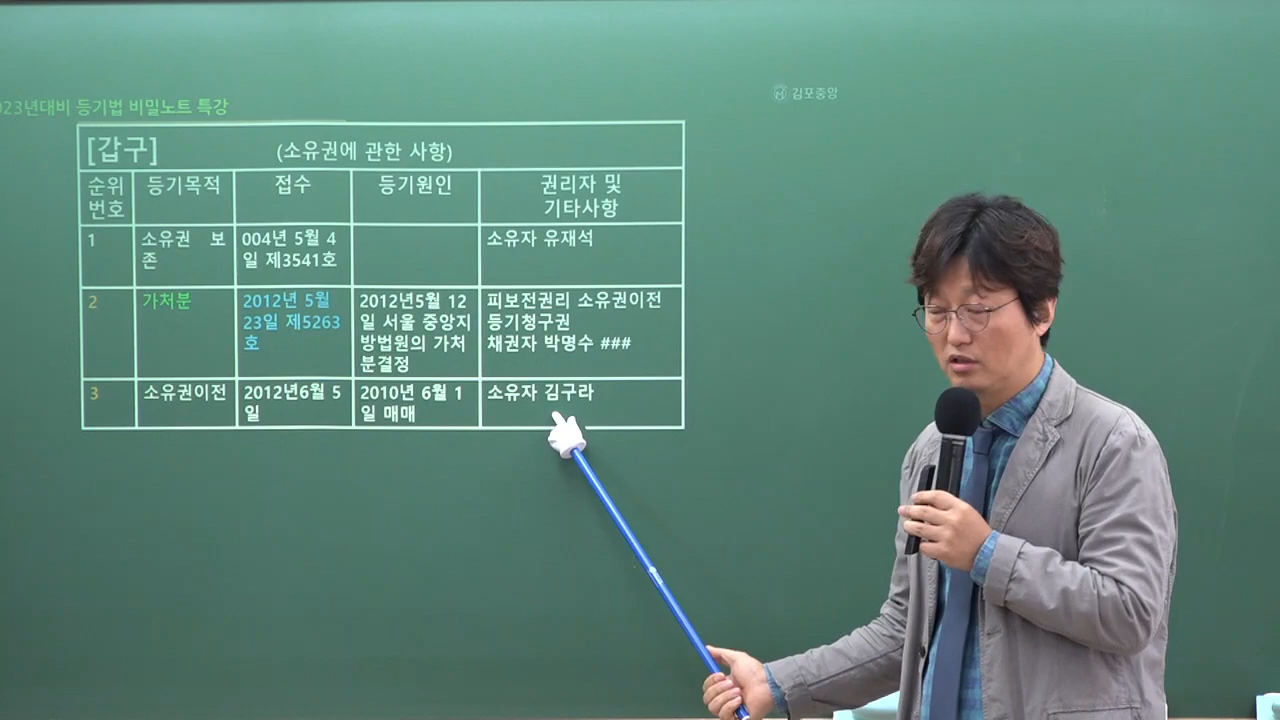 023년대비 등기법 비밀노트 특강
김포중앙
[갑구] (소유권에 관한 사항)
순위
번호
등기목적
접수
등기원인
권리자 및
기타사항
1
소유권 보
존
004년 5월 4
일 제3541호
소유자 유재석
2
가처분
2012년 5월
23일 제5263
호
2012년5월 12
일 서울 중앙지
방법원의 가처
분결정
피보전권리 소유권이전
등기청구권
채권자 박명수 ###
3
소유권이전
2012년6월 5
일
2010년 6월 1
일 매매
소유자 김구라